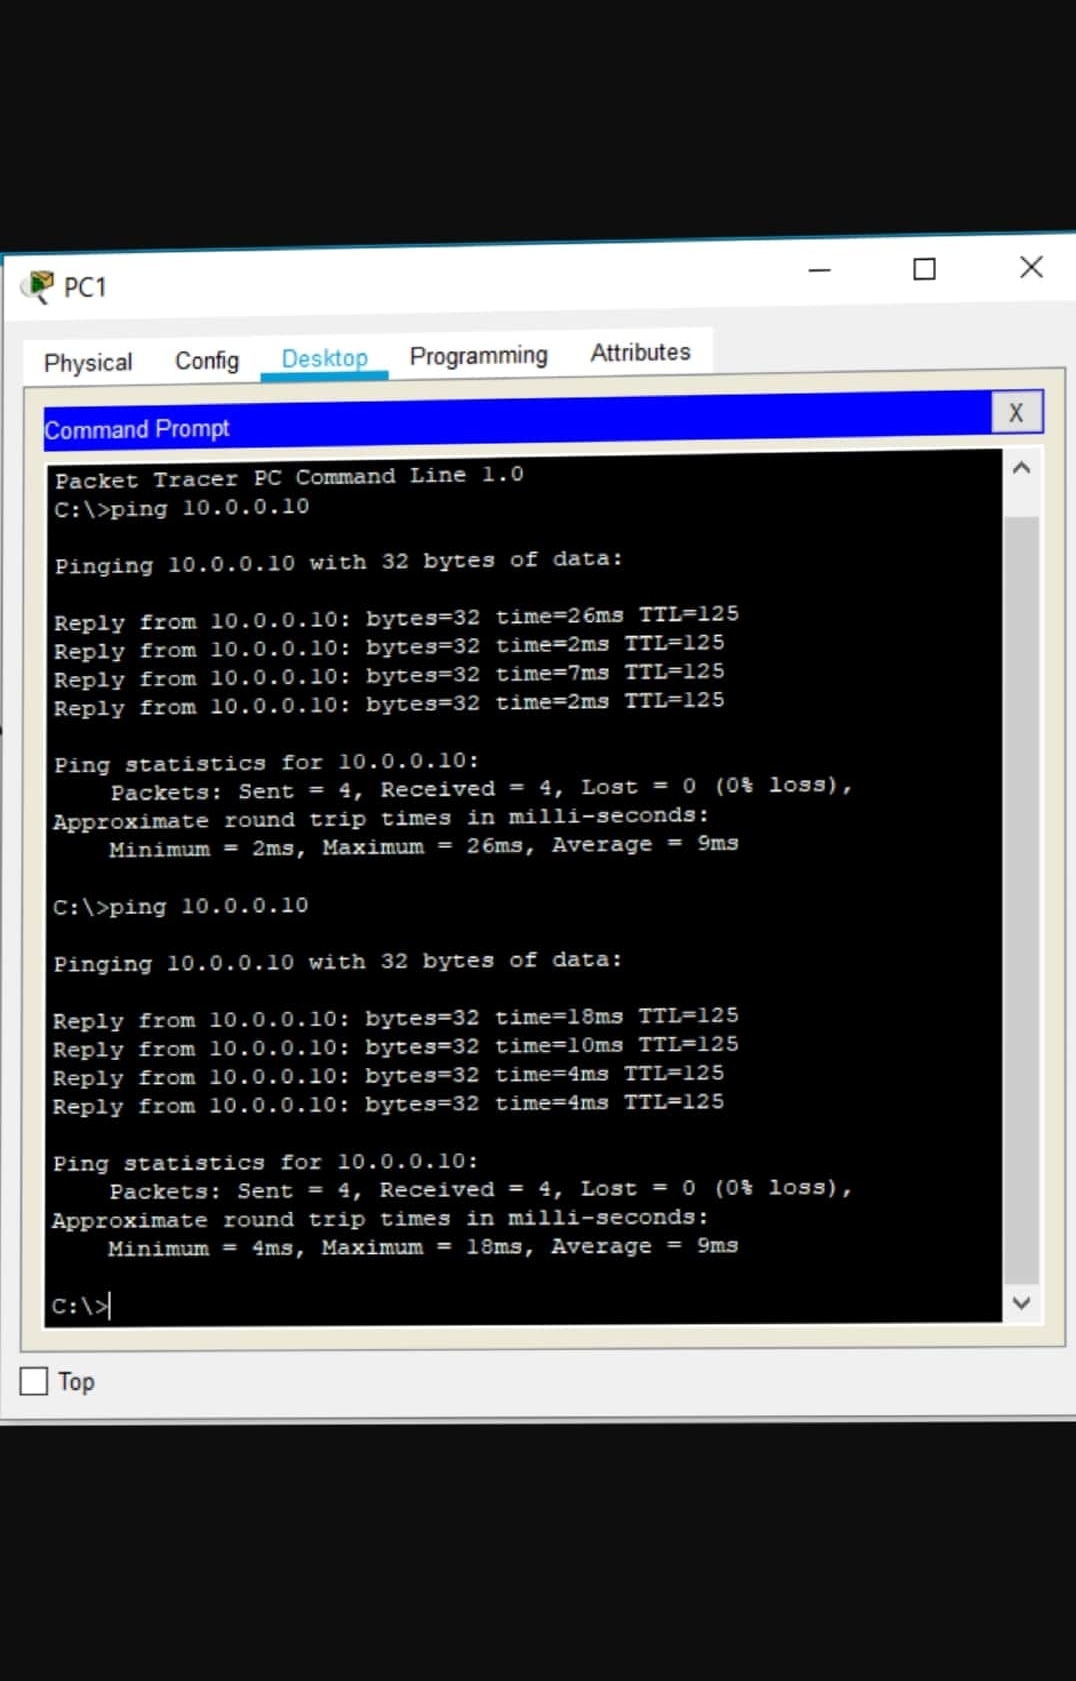 PC1
Physical Config Desktop Programming Attributes
Command Prompt X
Packet Tracer PC Command Line 1.0
C:\>ping 10.0.0.10
Pinging 10.0.0.10 with 32 bytes of data:
Reply from 10.0.0.10: bytes=32 time=26ms TTL=125
Reply from 10.0.0.10: bytes=32 time=2ms TTL=125
Reply from 10.0.0.10: bytes=32 time=7ms TTL=125
Reply from 10.0.0.10: bytes=32 time=2ms TTL=125
Ping statistics for 10.0.0.10:
Packets: Sent = 4, Received = 4, Lost = 0 (0% loss),
Approximate round trip times in milli-seconds:
Minimum = 2ms, Maximum = 26ms, Average = 9ms
C:\>ping 10.0.0.10
Pinging 10.0.0.10 with 32 bytes of data:
Reply from 10.0.0.10: bytes=32 time=18ms TTL=125
Reply from 10.0.0.10: bytes=32 time=10ms TTL=125
Reply from 10.0.0.10: bytes=32 time=4ms TTL=125
Reply from 10.0.0.10: bytes=32 time=4ms TTL=125
Ping statistics for 10.0.0.10:
Packets: Sent = 4, Received = 4, Lost = 0 (0% loss),
Approximate round trip times in milli-seconds:
Minimum = 4ms, Maximum = 18ms, Average = 9ms
C:\>
Top